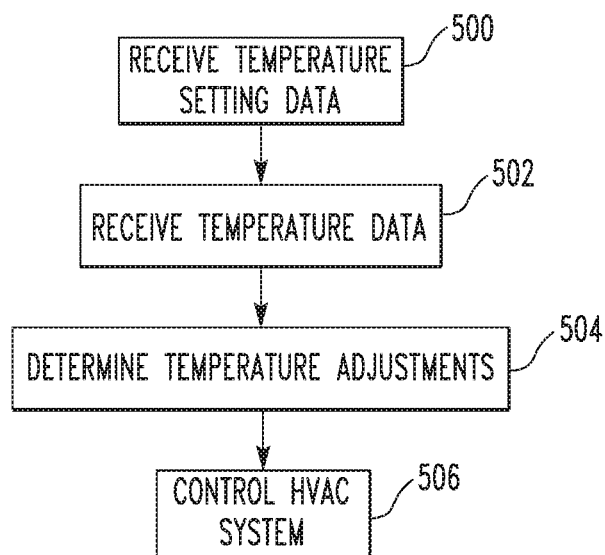 500
RECEIVE TEMPERATURE
SETTING DATA
502
RECEIVE TEMPERATURE DATA
504
DETERMINE TEMPERATURE ADJUSTMENTS
506
CONTROL HVAC
SYSTEM